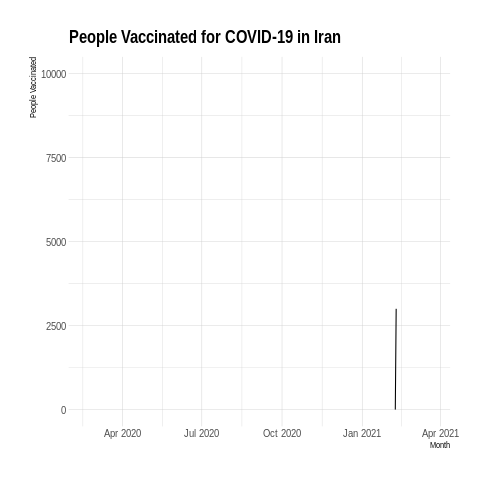 People Vaccinated for COVID-19 in Iran
People Vaccinated
10000
7500
5000
2500
0
Apr 2020 Jul 2020 Oct 2020 Jan 2021 Apr 2021
Month